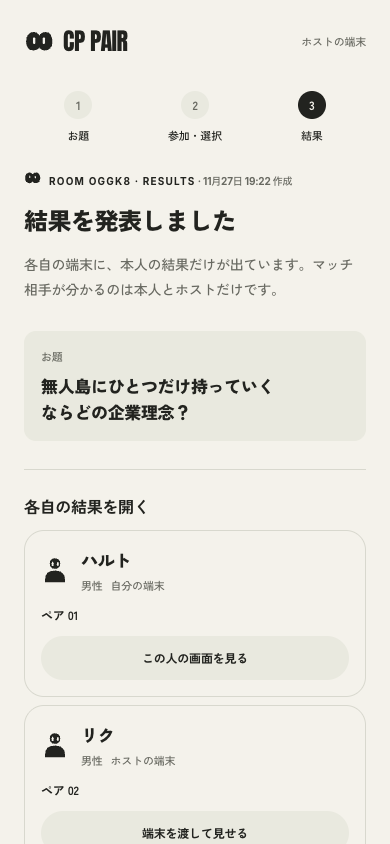 CP PAIR
ホストの端末
1
2
3
お題
参加・選択
結果
ROOM OGGK8 · RESULTS · 11月27日 19:22 作成
結果を発表しました
各自の端末に、本人の結果だけが出ています。マッチ
相手が分かるのは本人とホストだけです。
お題
無人島にひとつだけ持っていく
ならどの企業理念？
各自の結果を開く
ハルト
男性 自分の端末
ペア 01
この人の画面を見る
リク
男性 ホストの端末
ペア 02
端末を渡して見せる